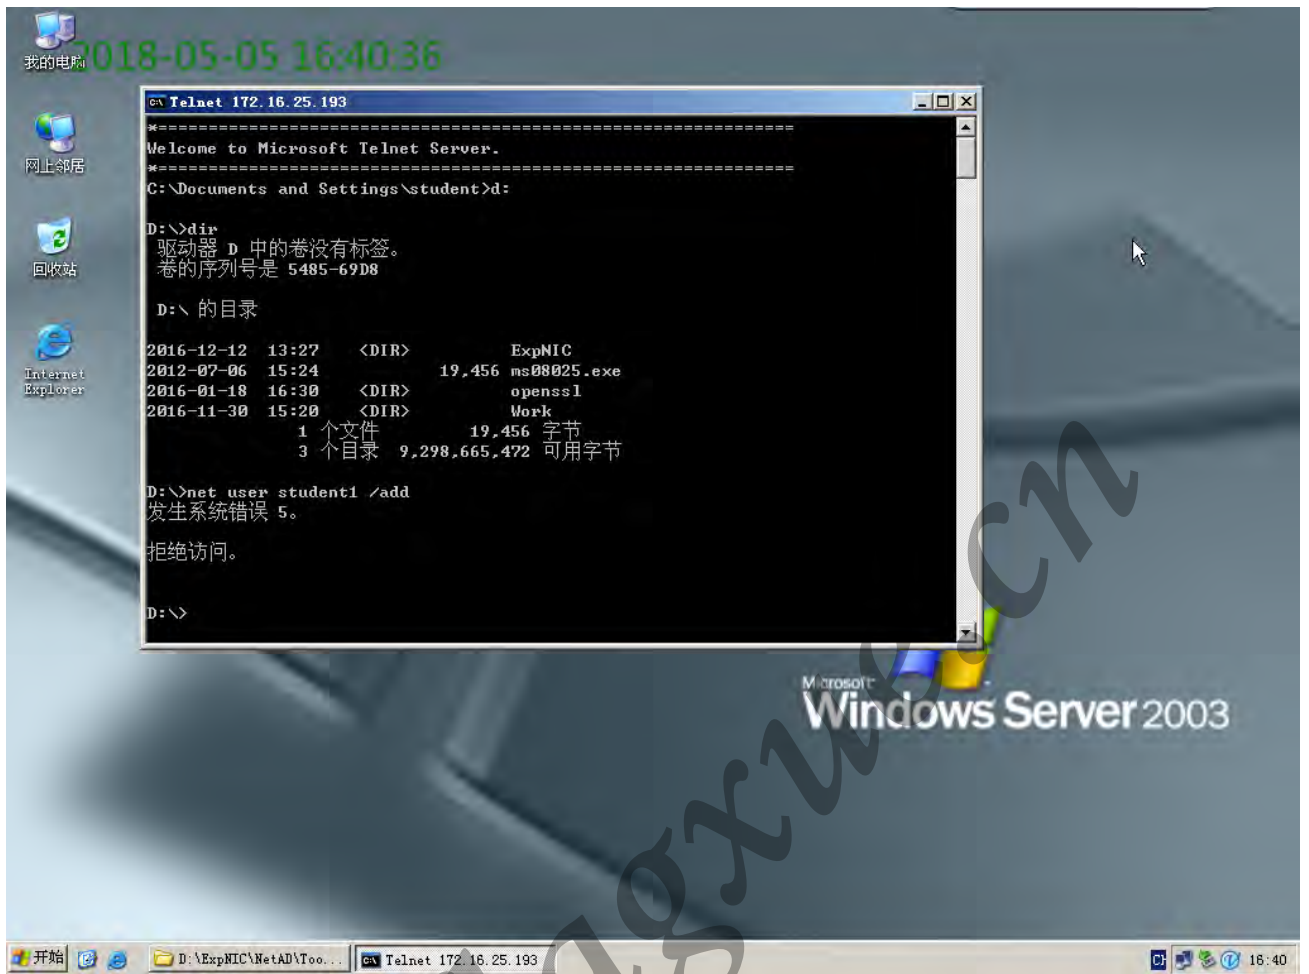 我的电脑
2018-05-05 16:40:36
网上邻居
回收站
Internet Explorer
Telnet 172.16.25.193
*===============================================================
Welcome to Microsoft Telnet Server.
*===============================================================
C:\Documents and Settings\student>d:
D:\>dir
驱动器 D 中的卷没有标签。
卷的序列号是 5485-69D8
D:\ 的目录
2016-12-12  13:27    <DIR>          ExpNIC
2012-07-06  15:24            19,456 ms08025.exe
2016-01-18  16:30    <DIR>          openssl
2016-11-30  15:20    <DIR>          Work
1 个文件         19,456 字节
3 个目录  9,298,665,472 可用字节
D:\>net user student1 /add
发生系统错误 5。
拒绝访问。
D:\>
Microsoft
Windows Server 2003
开始
D:\ExpNIC\NetAD\Too...
Telnet 172.16.25.193
16:40